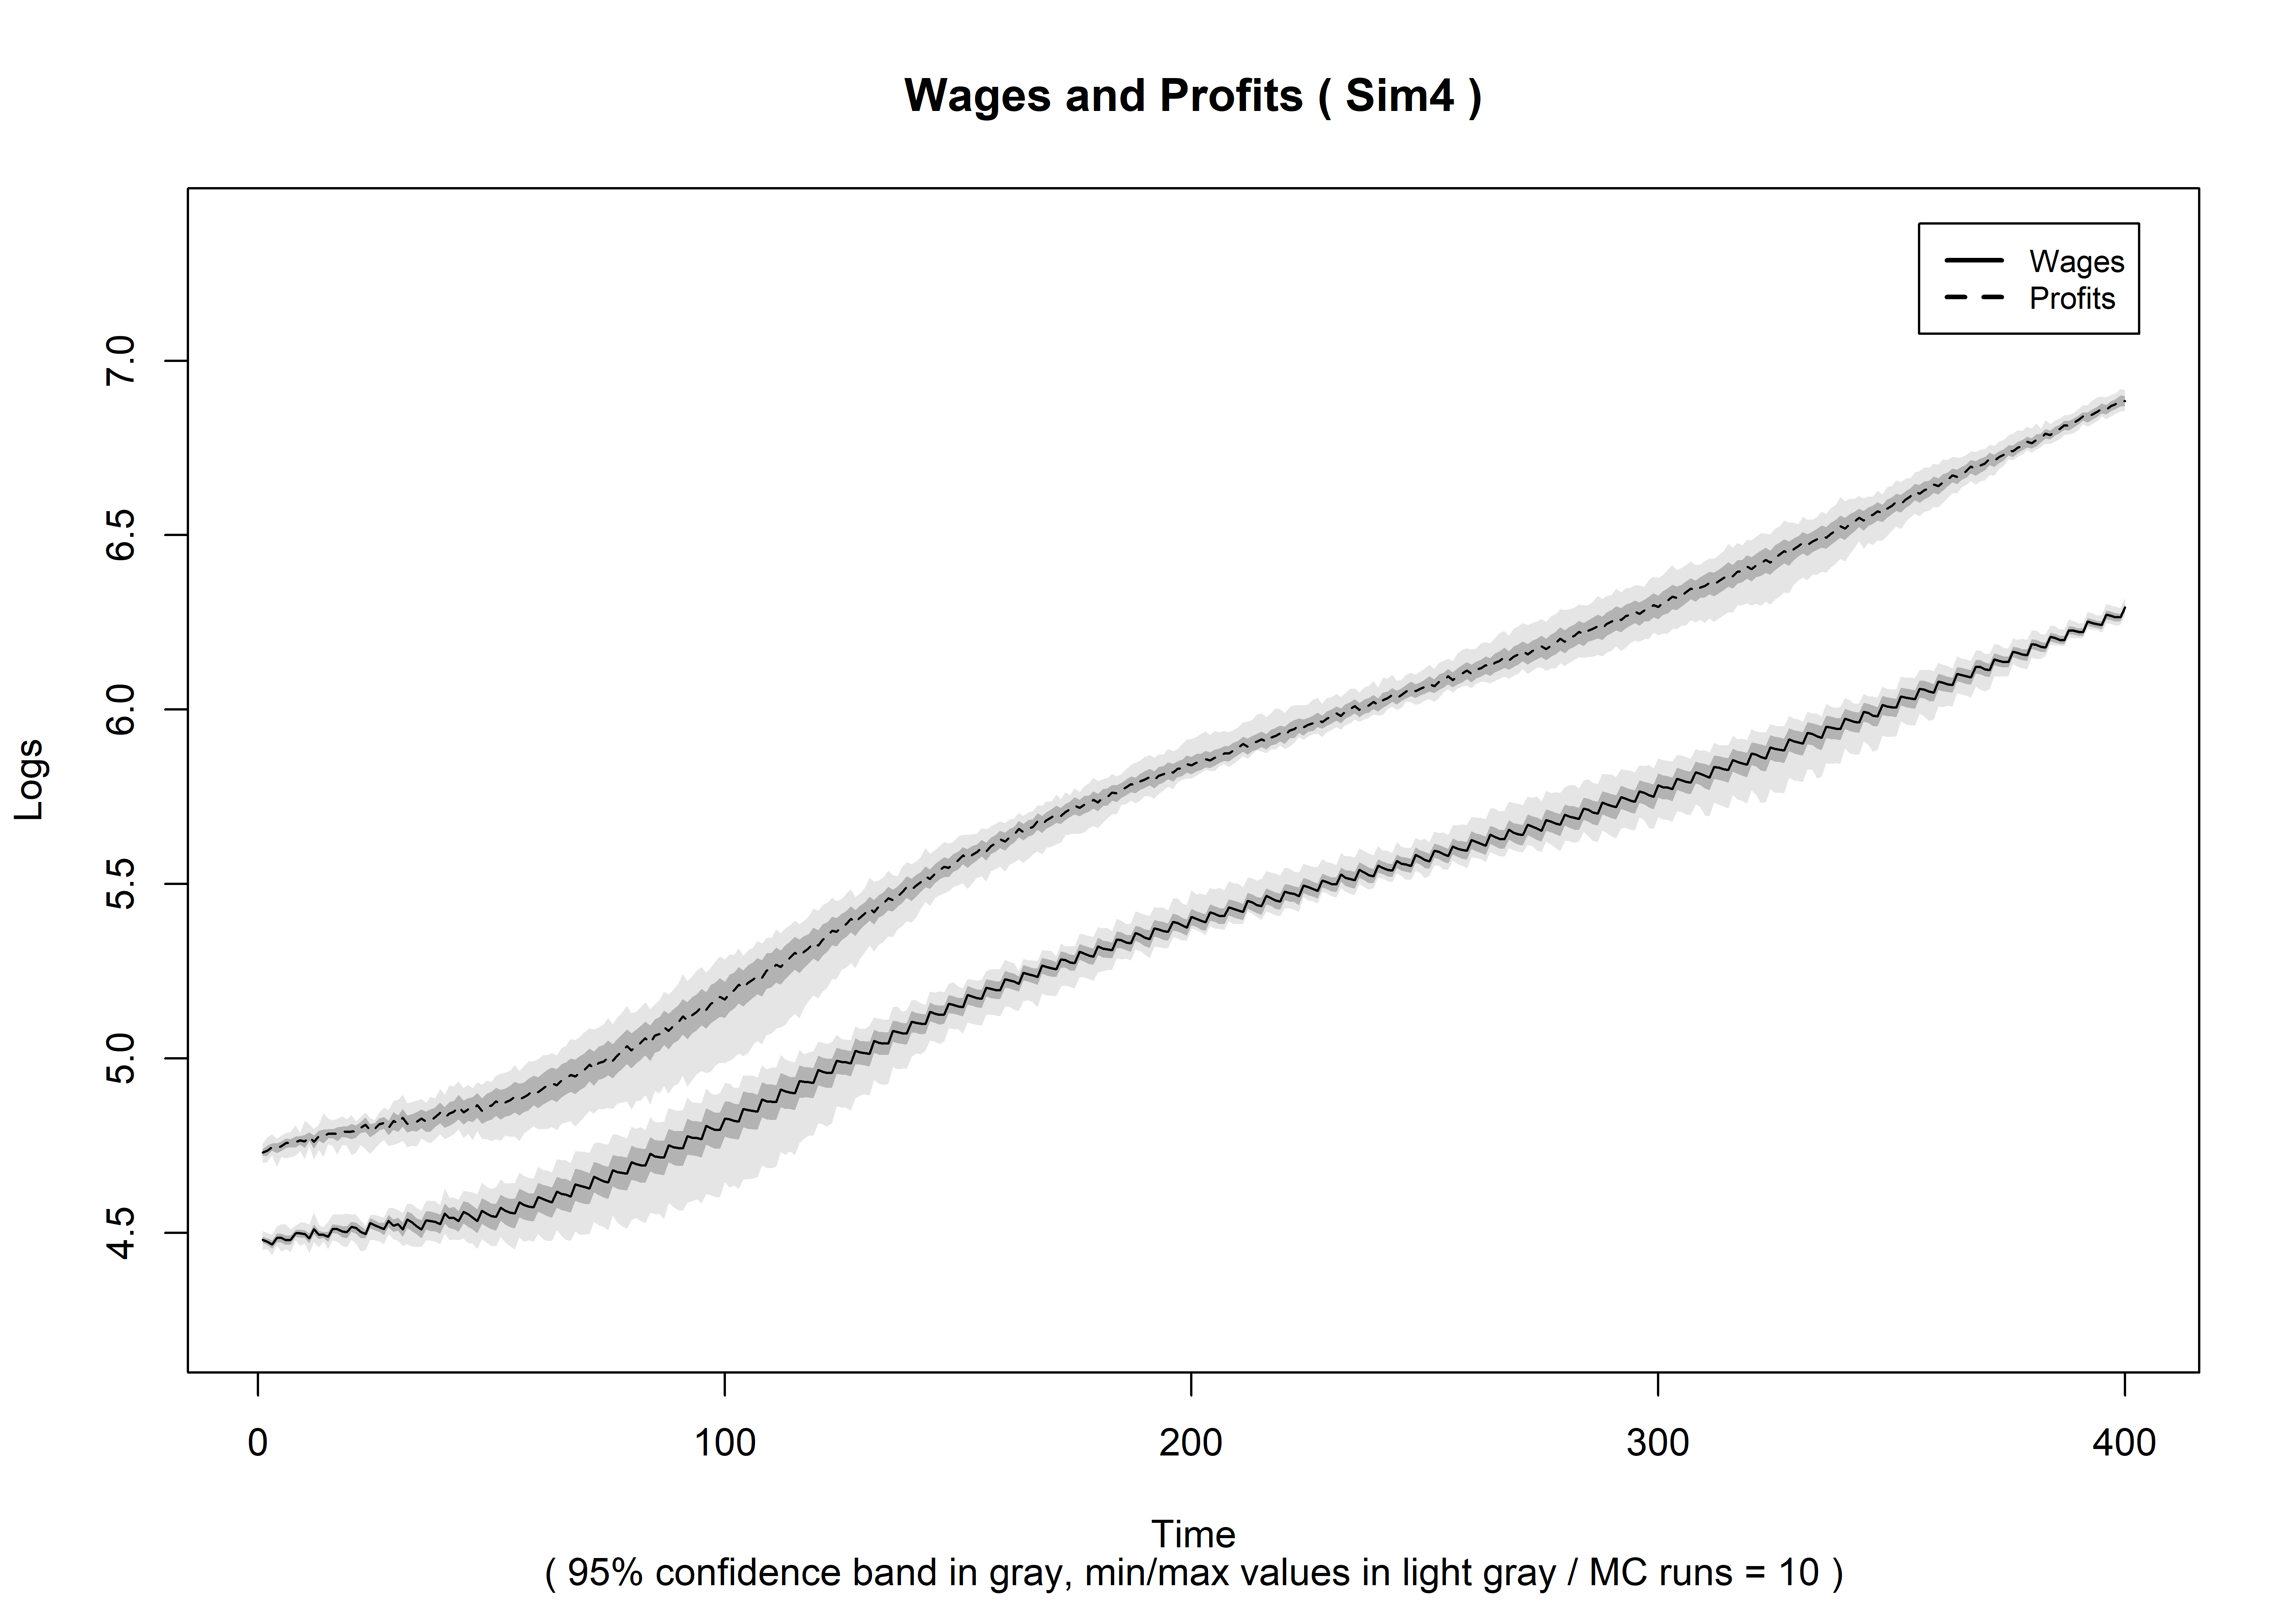 Wages and Profits ( Sim4 )
Wages
Profits
Logs
7.0
6.5
6.0
5.5
5.0
4.5
0 100 200 300 400
Time
( 95% confidence band in gray, min/max values in light gray / MC runs = 10 )